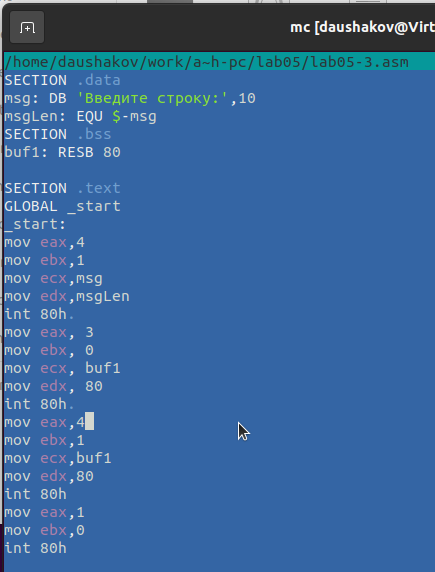 mc [daushakov@Virt
/home/daushakov/work/a~h-pc/lab05/lab05-3.asm
SECTION .data
msg: DB 'Введите строку:',10
msgLen: EQU $-msg
SECTION .bss
buf1: RESB 80
SECTION .text
GLOBAL _start
_start:
mov eax,4
mov ebx,1
mov ecx,msg
mov edx,msgLen
int 80h.
mov eax, 3
mov ebx, 0
mov ecx, buf1
mov edx, 80
int 80h.
mov eax,4
mov ebx,1
mov ecx,buf1
mov edx,80
int 80h
mov eax,1
mov ebx,0
int 80h